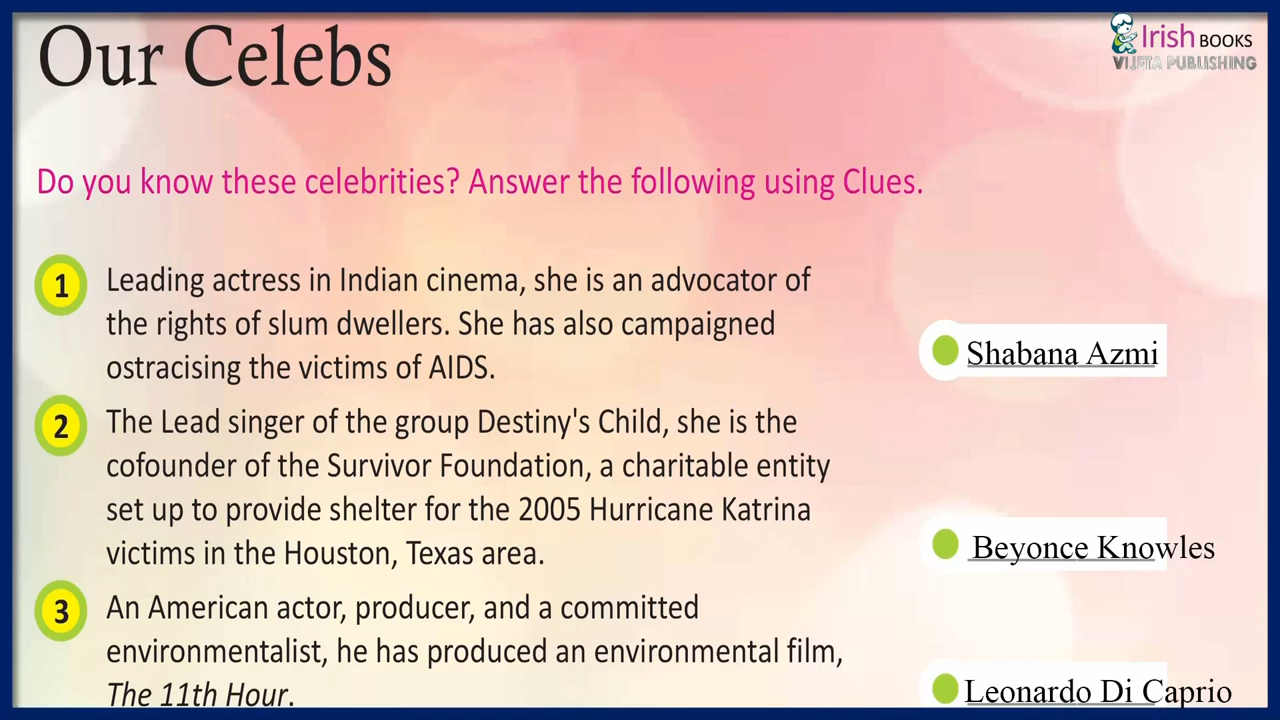 Our Celebs
Irish BOOKS
VIJETA PUBLISHING
Do you know these celebrities? Answer the following using Clues.
1 Leading actress in Indian cinema, she is an advocator of
the rights of slum dwellers. She has also campaigned
ostracising the victims of AIDS.
Shabana Azmi
2 The Lead singer of the group Destiny's Child, she is the
cofounder of the Survivor Foundation, a charitable entity
set up to provide shelter for the 2005 Hurricane Katrina
victims in the Houston, Texas area.
Beyonce Knowles
3 An American actor, producer, and a committed
environmentalist, he has produced an environmental film,
The 11th Hour.
Leonardo Di Caprio